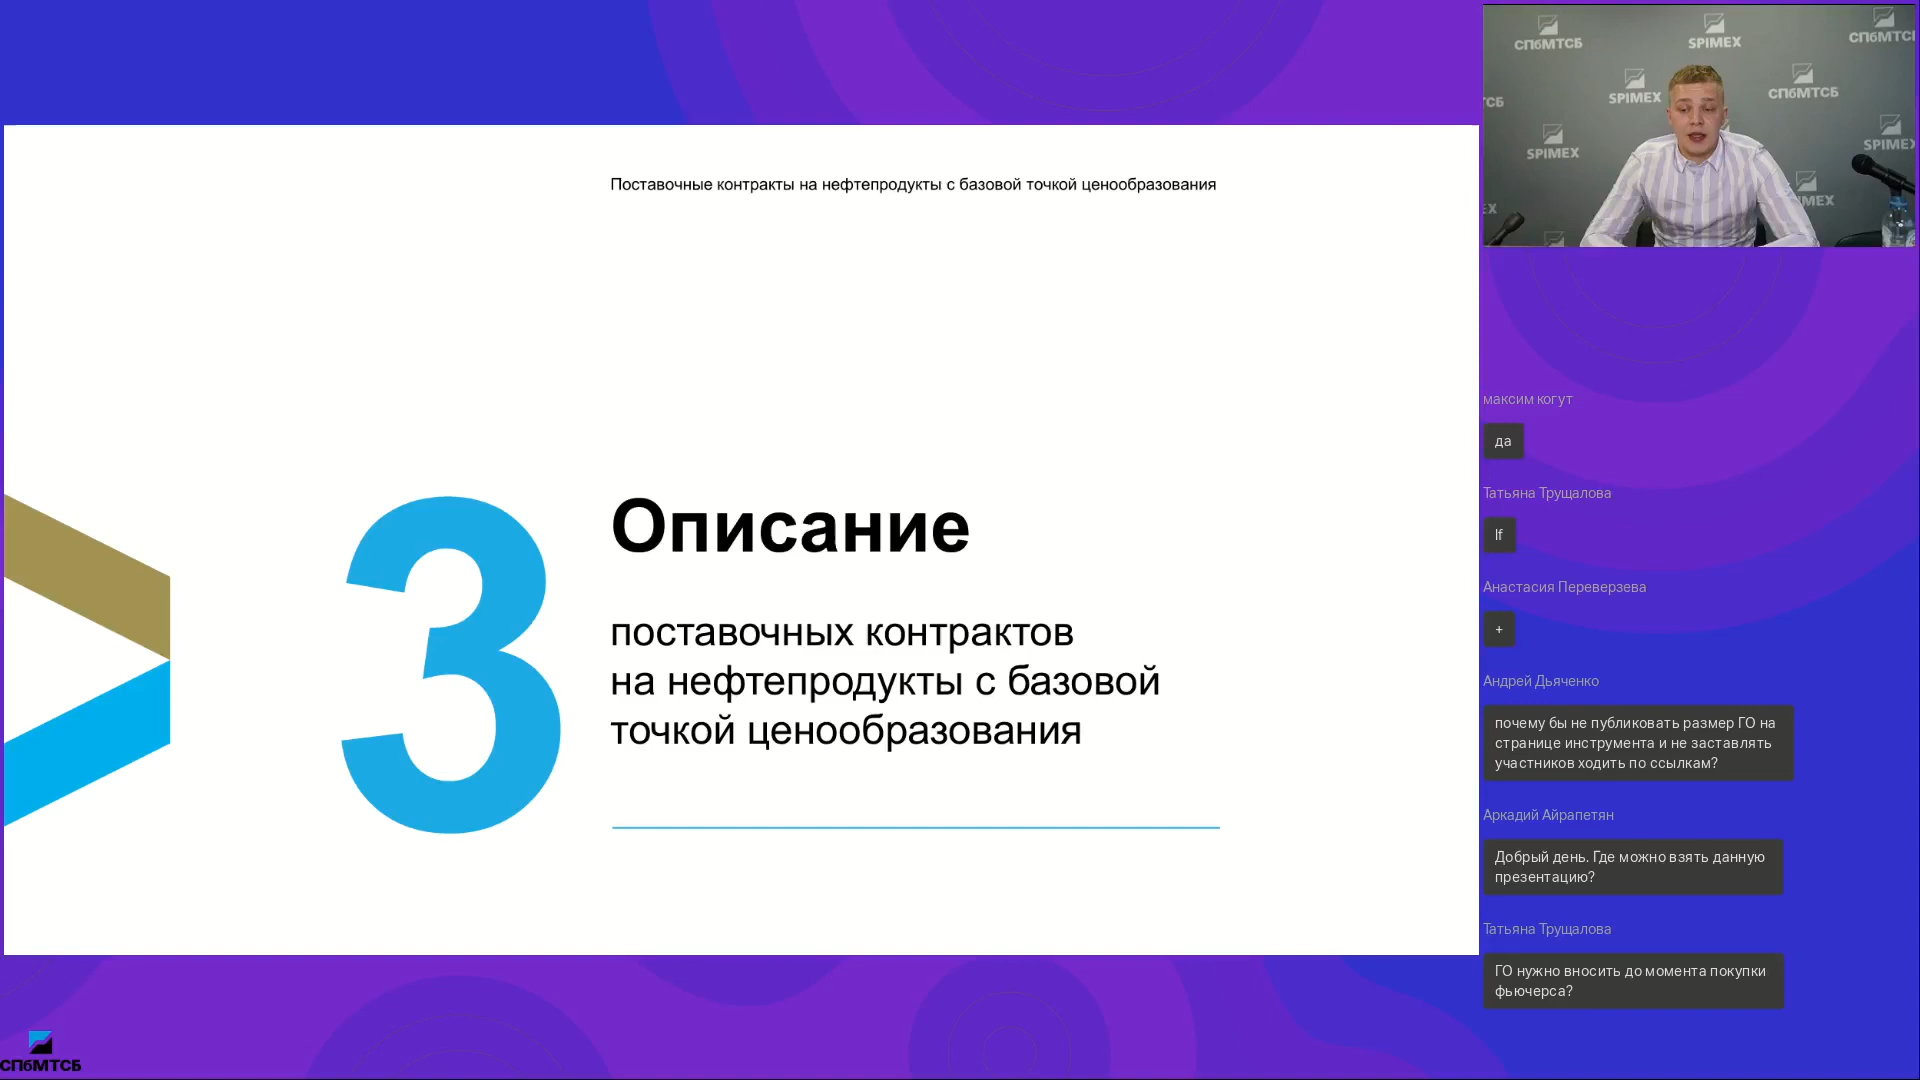 Поставочные контракты на нефтепродукты с базовой точкой ценообразования
3
Описание
поставочных контрактов
на нефтепродукты с базовой
точкой ценообразования
СПбМТСБ
СПбМТСБ
SPIMEX
СПбМТСБ
SPIMEX
СПбМТСБ
SPIMEX
SPIMEX
максим когут
да
Татьяна Трущалова
lf
Анастасия Переверзева
+
Андрей Дьяченко
почему бы не публиковать размер ГО на
странице инструмента и не заставлять
участников ходить по ссылкам?
Аркадий Айрапетян
Добрый день. Где можно взять данную
презентацию?
Татьяна Трущалова
ГО нужно вносить до момента покупки
фьючерса?